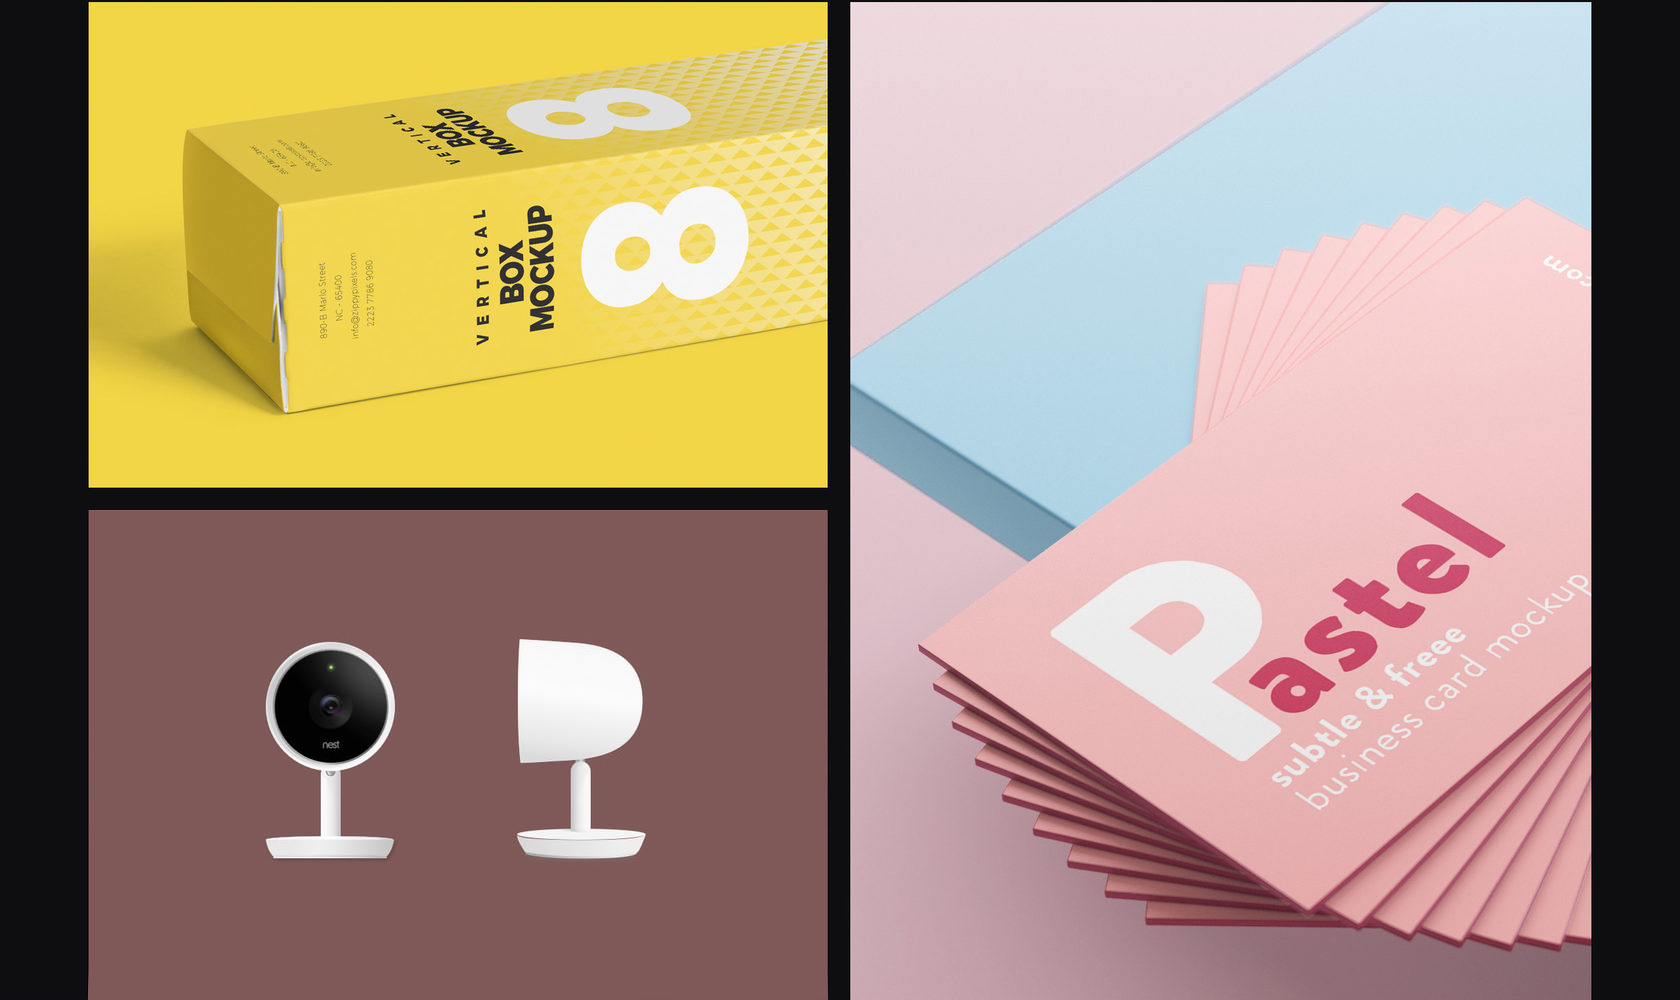 VERTICAL
BOX
MOCKUP
8
VERTICAL
BOX
MOCKUP
8
890-B Marlo Street
NC - 65400
info@zippypixels.com
2223 7786 9080
nest
Pastel
subtle & freee
business card mockup